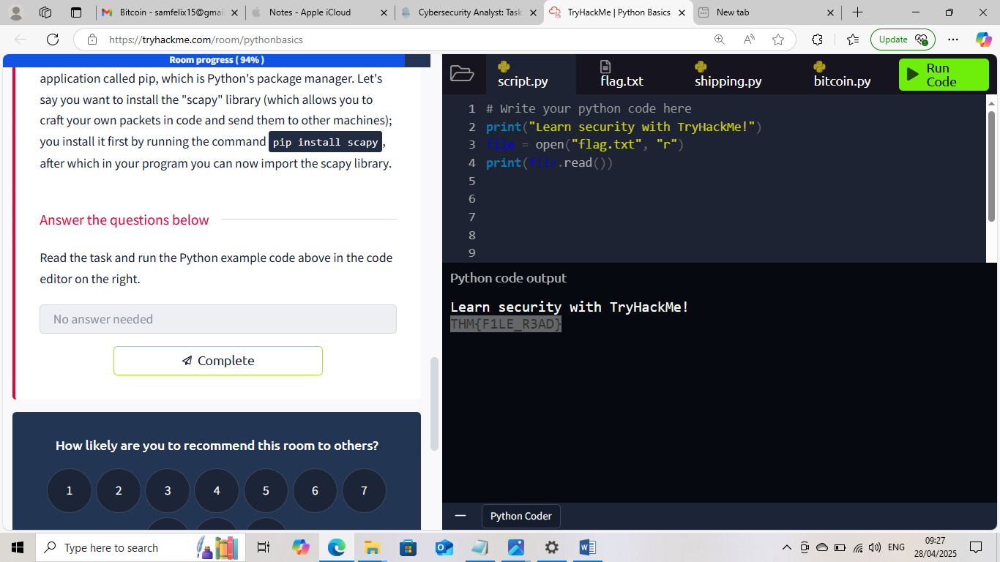 Bitcoin - samfelix15@gmai
Notes - Apple iCloud
Cybersecurity Analyst: Task
TryHackMe | Python Basics
New tab
https://tryhackme.com/room/pythonbasics
Update
Room progress ( 94% )
application called pip, which is Python's package manager. Let's
say you want to install the "scapy" library (which allows you to
craft your own packets in code and send them to other machines);
you install it first by running the command pip install scapy,
after which in your program you can now import the scapy library.
Answer the questions below
Read the task and run the Python example code above in the code
editor on the right.
No answer needed
Complete
How likely are you to recommend this room to others?
1 2 3 4 5 6 7
script.py
flag.txt
shipping.py
bitcoin.py
Run
Code
1 # Write your python code here
2 print("Learn security with TryHackMe!")
3 file = open("flag.txt", "r")
4 print(file.read())
5
6
7
8
9
Python code output
Learn security with TryHackMe!
THM{F1LE_R3AD}
Python Coder
Type here to search
ENG
09:27
28/04/2025